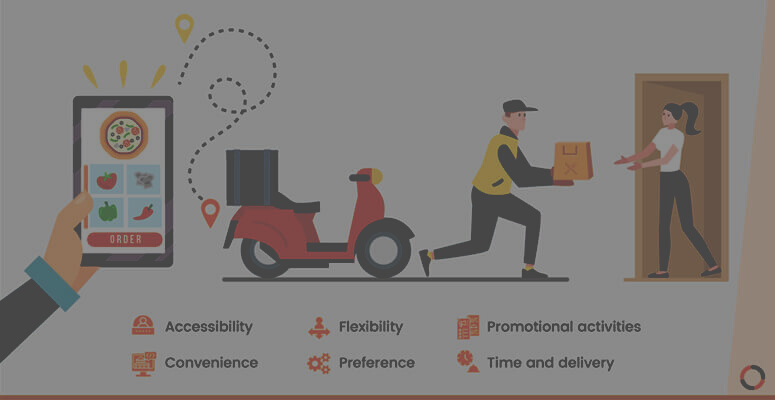 ORDER
Accessibility
Flexibility
Promotional activities
Convenience
Preference
Time and delivery